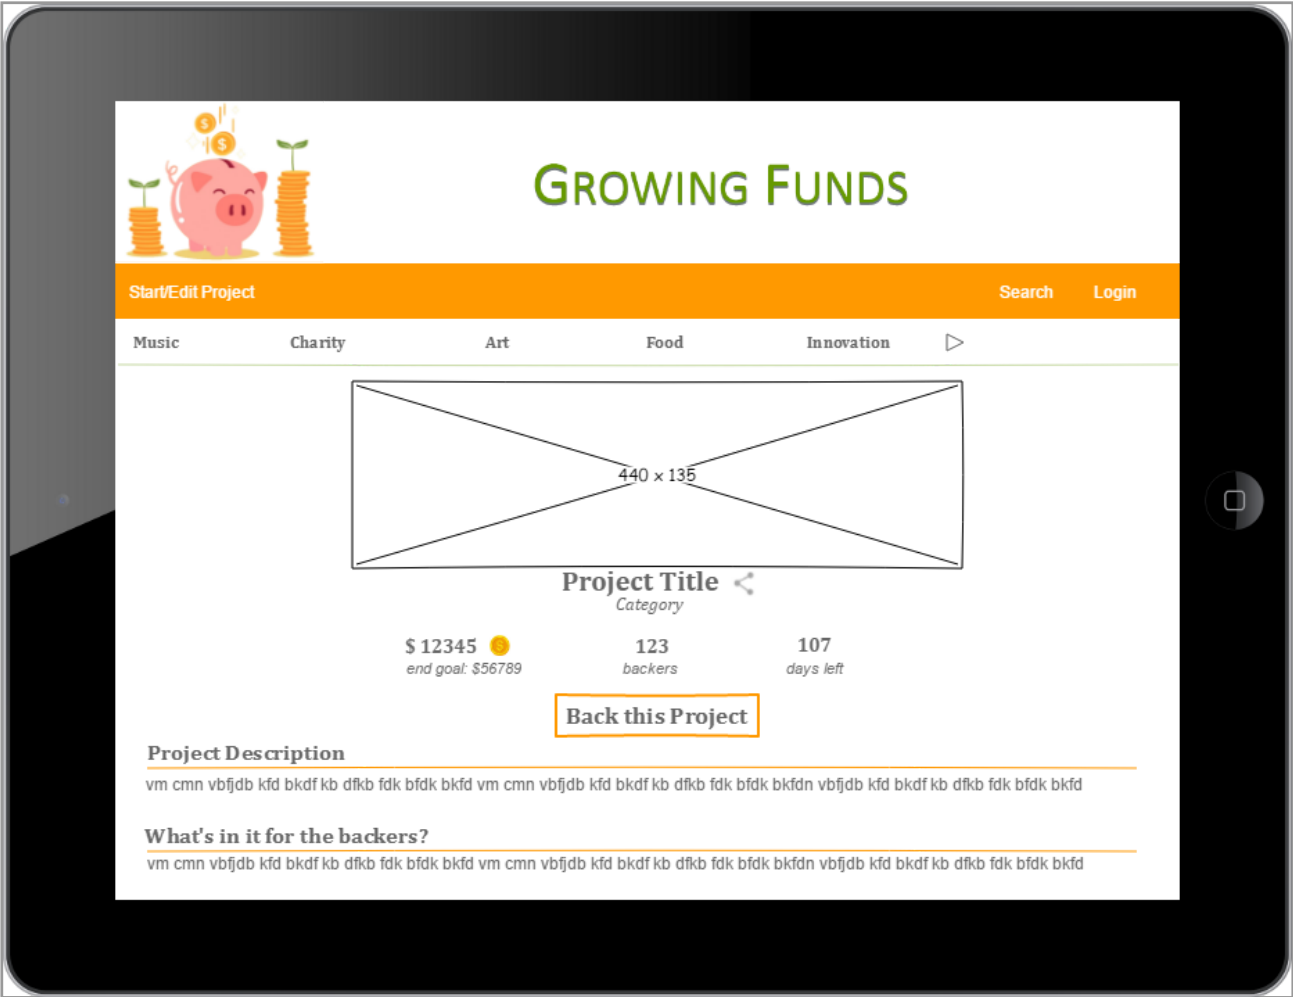 GROWING FUNDS
Start/Edit Project Search Login
Music Charity Art Food Innovation
440 x 135
Project Title
Category
$ 12345 123 107
end goal: $56789 backers days left
Back this Project
Project Description
vm cmn vbfjdb kfd bkdf kb dfkb fdk bfdk bkfd vm cmn vbfjdb kfd bkdf kb dfkb fdk bfdk bkfdn vbfjdb kfd bkdf kb dfkb fdk bfdk bkfd
What's in it for the backers?
vm cmn vbfjdb kfd bkdf kb dfkb fdk bfdk bkfd vm cmn vbfjdb kfd bkdf kb dfkb fdk bfdk bkfdn vbfjdb kfd bkdf kb dfkb fdk bfdk bkfd